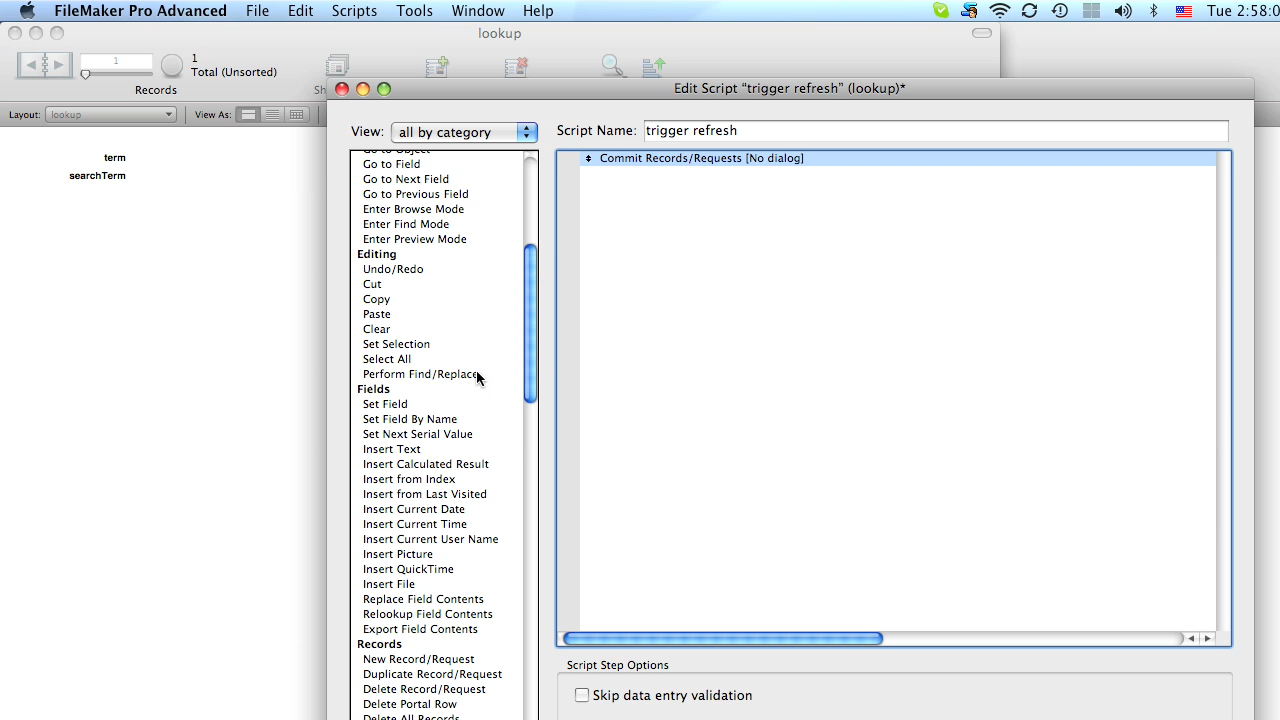 FileMaker Pro Advanced File Edit Scripts Tools Window Help Tue 2:58:0
lookup
1
1
Total (Unsorted)
Records
Sh
Layout: lookup View As:
Edit Script “trigger refresh” (lookup)*
View: all by category
Script Name: trigger refresh
term
searchTerm
Go to Object
Go to Field
Go to Next Field
Go to Previous Field
Enter Browse Mode
Enter Find Mode
Enter Preview Mode
Editing
Undo/Redo
Cut
Copy
Paste
Clear
Set Selection
Select All
Perform Find/Replace
Fields
Set Field
Set Field By Name
Set Next Serial Value
Insert Text
Insert Calculated Result
Insert from Index
Insert from Last Visited
Insert Current Date
Insert Current Time
Insert Current User Name
Insert Picture
Insert QuickTime
Insert File
Replace Field Contents
Relookup Field Contents
Export Field Contents
Records
New Record/Request
Duplicate Record/Request
Delete Record/Request
Delete Portal Row
Delete All Records
Commit Records/Requests [No dialog]
Script Step Options
Skip data entry validation